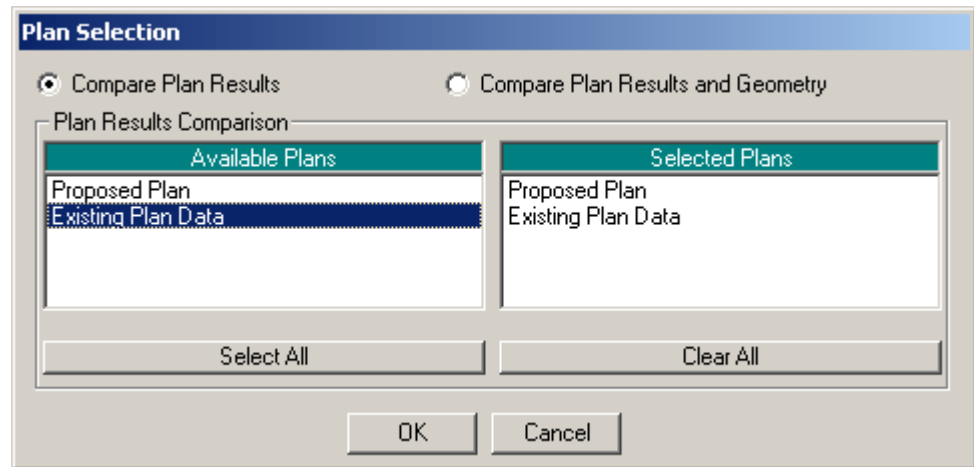 Plan Selection
Compare Plan Results
Compare Plan Results and Geometry
Plan Results Comparison
Available Plans
Proposed Plan
Existing Plan Data
Select All
Selected Plans
Proposed Plan
Existing Plan Data
Clear All
OK
Cancel